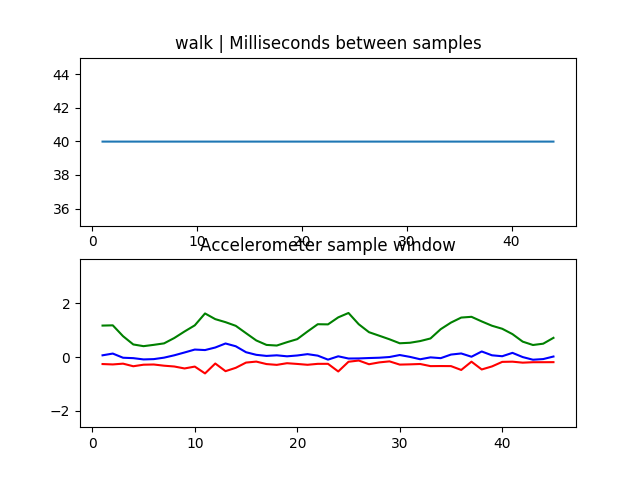 walk | Milliseconds between samples
44
42
40
38
36
0 10 20 30 40
Accelerometer sample window
2
0
−2
0 10 20 30 40